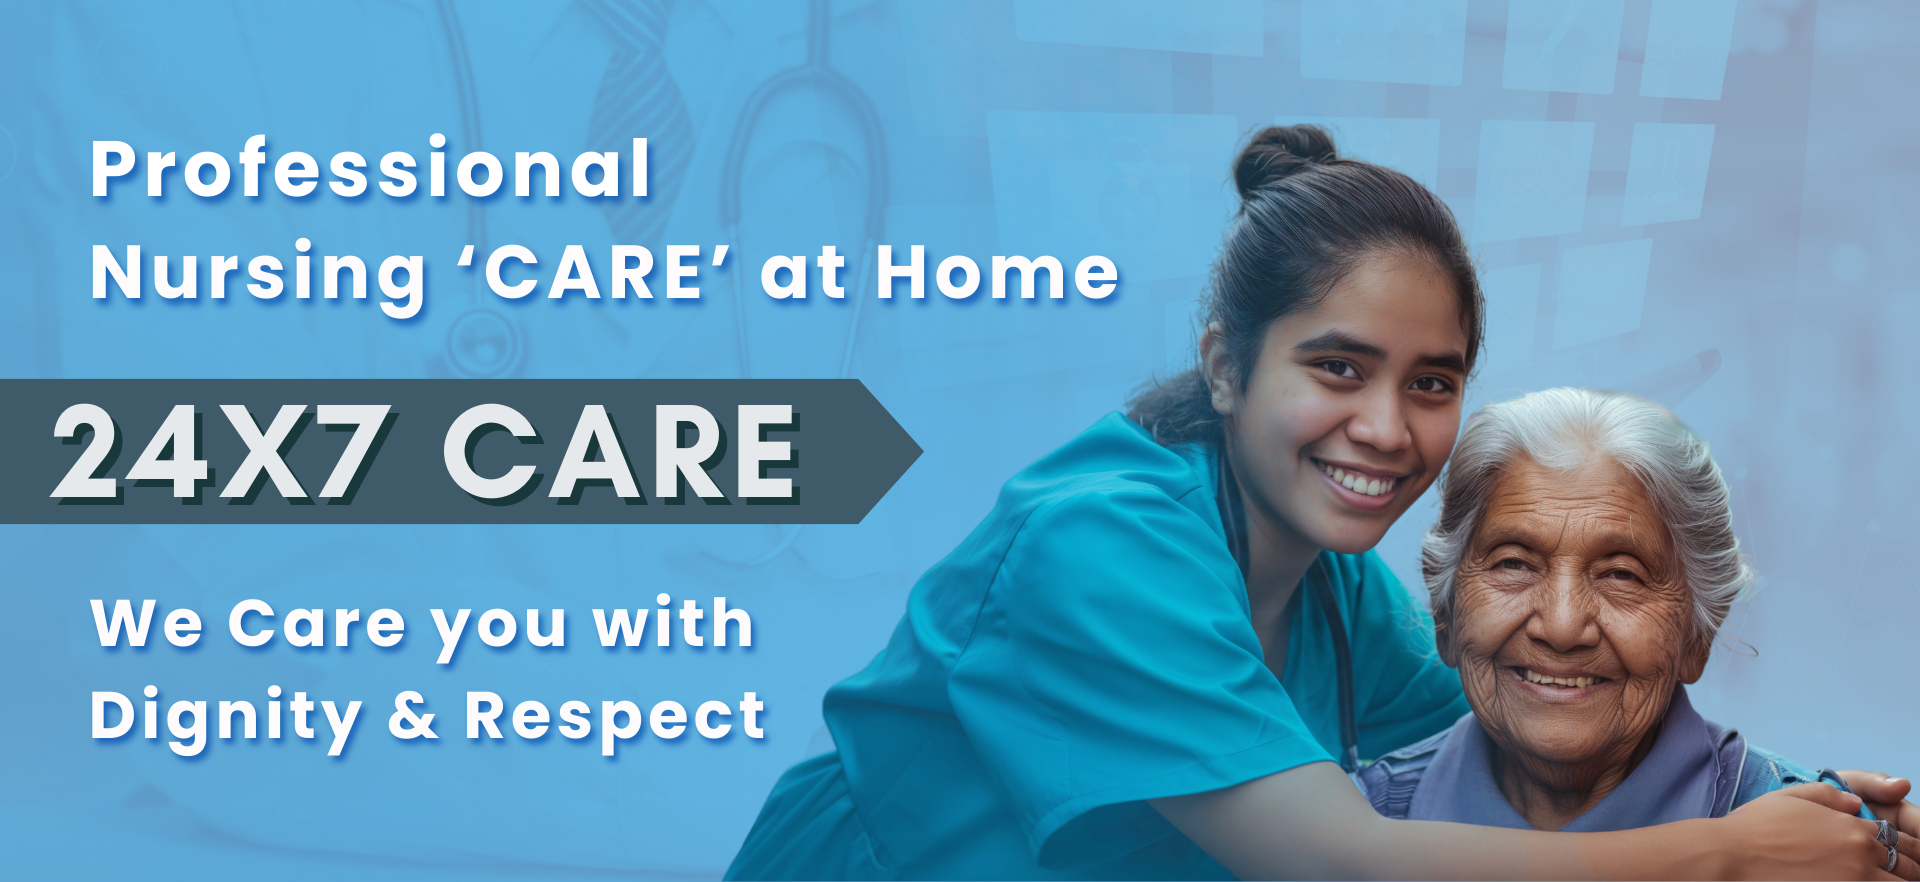 Professional
Nursing ‘CARE’ at Home
24X7 CARE
We Care you with
Dignity & Respect